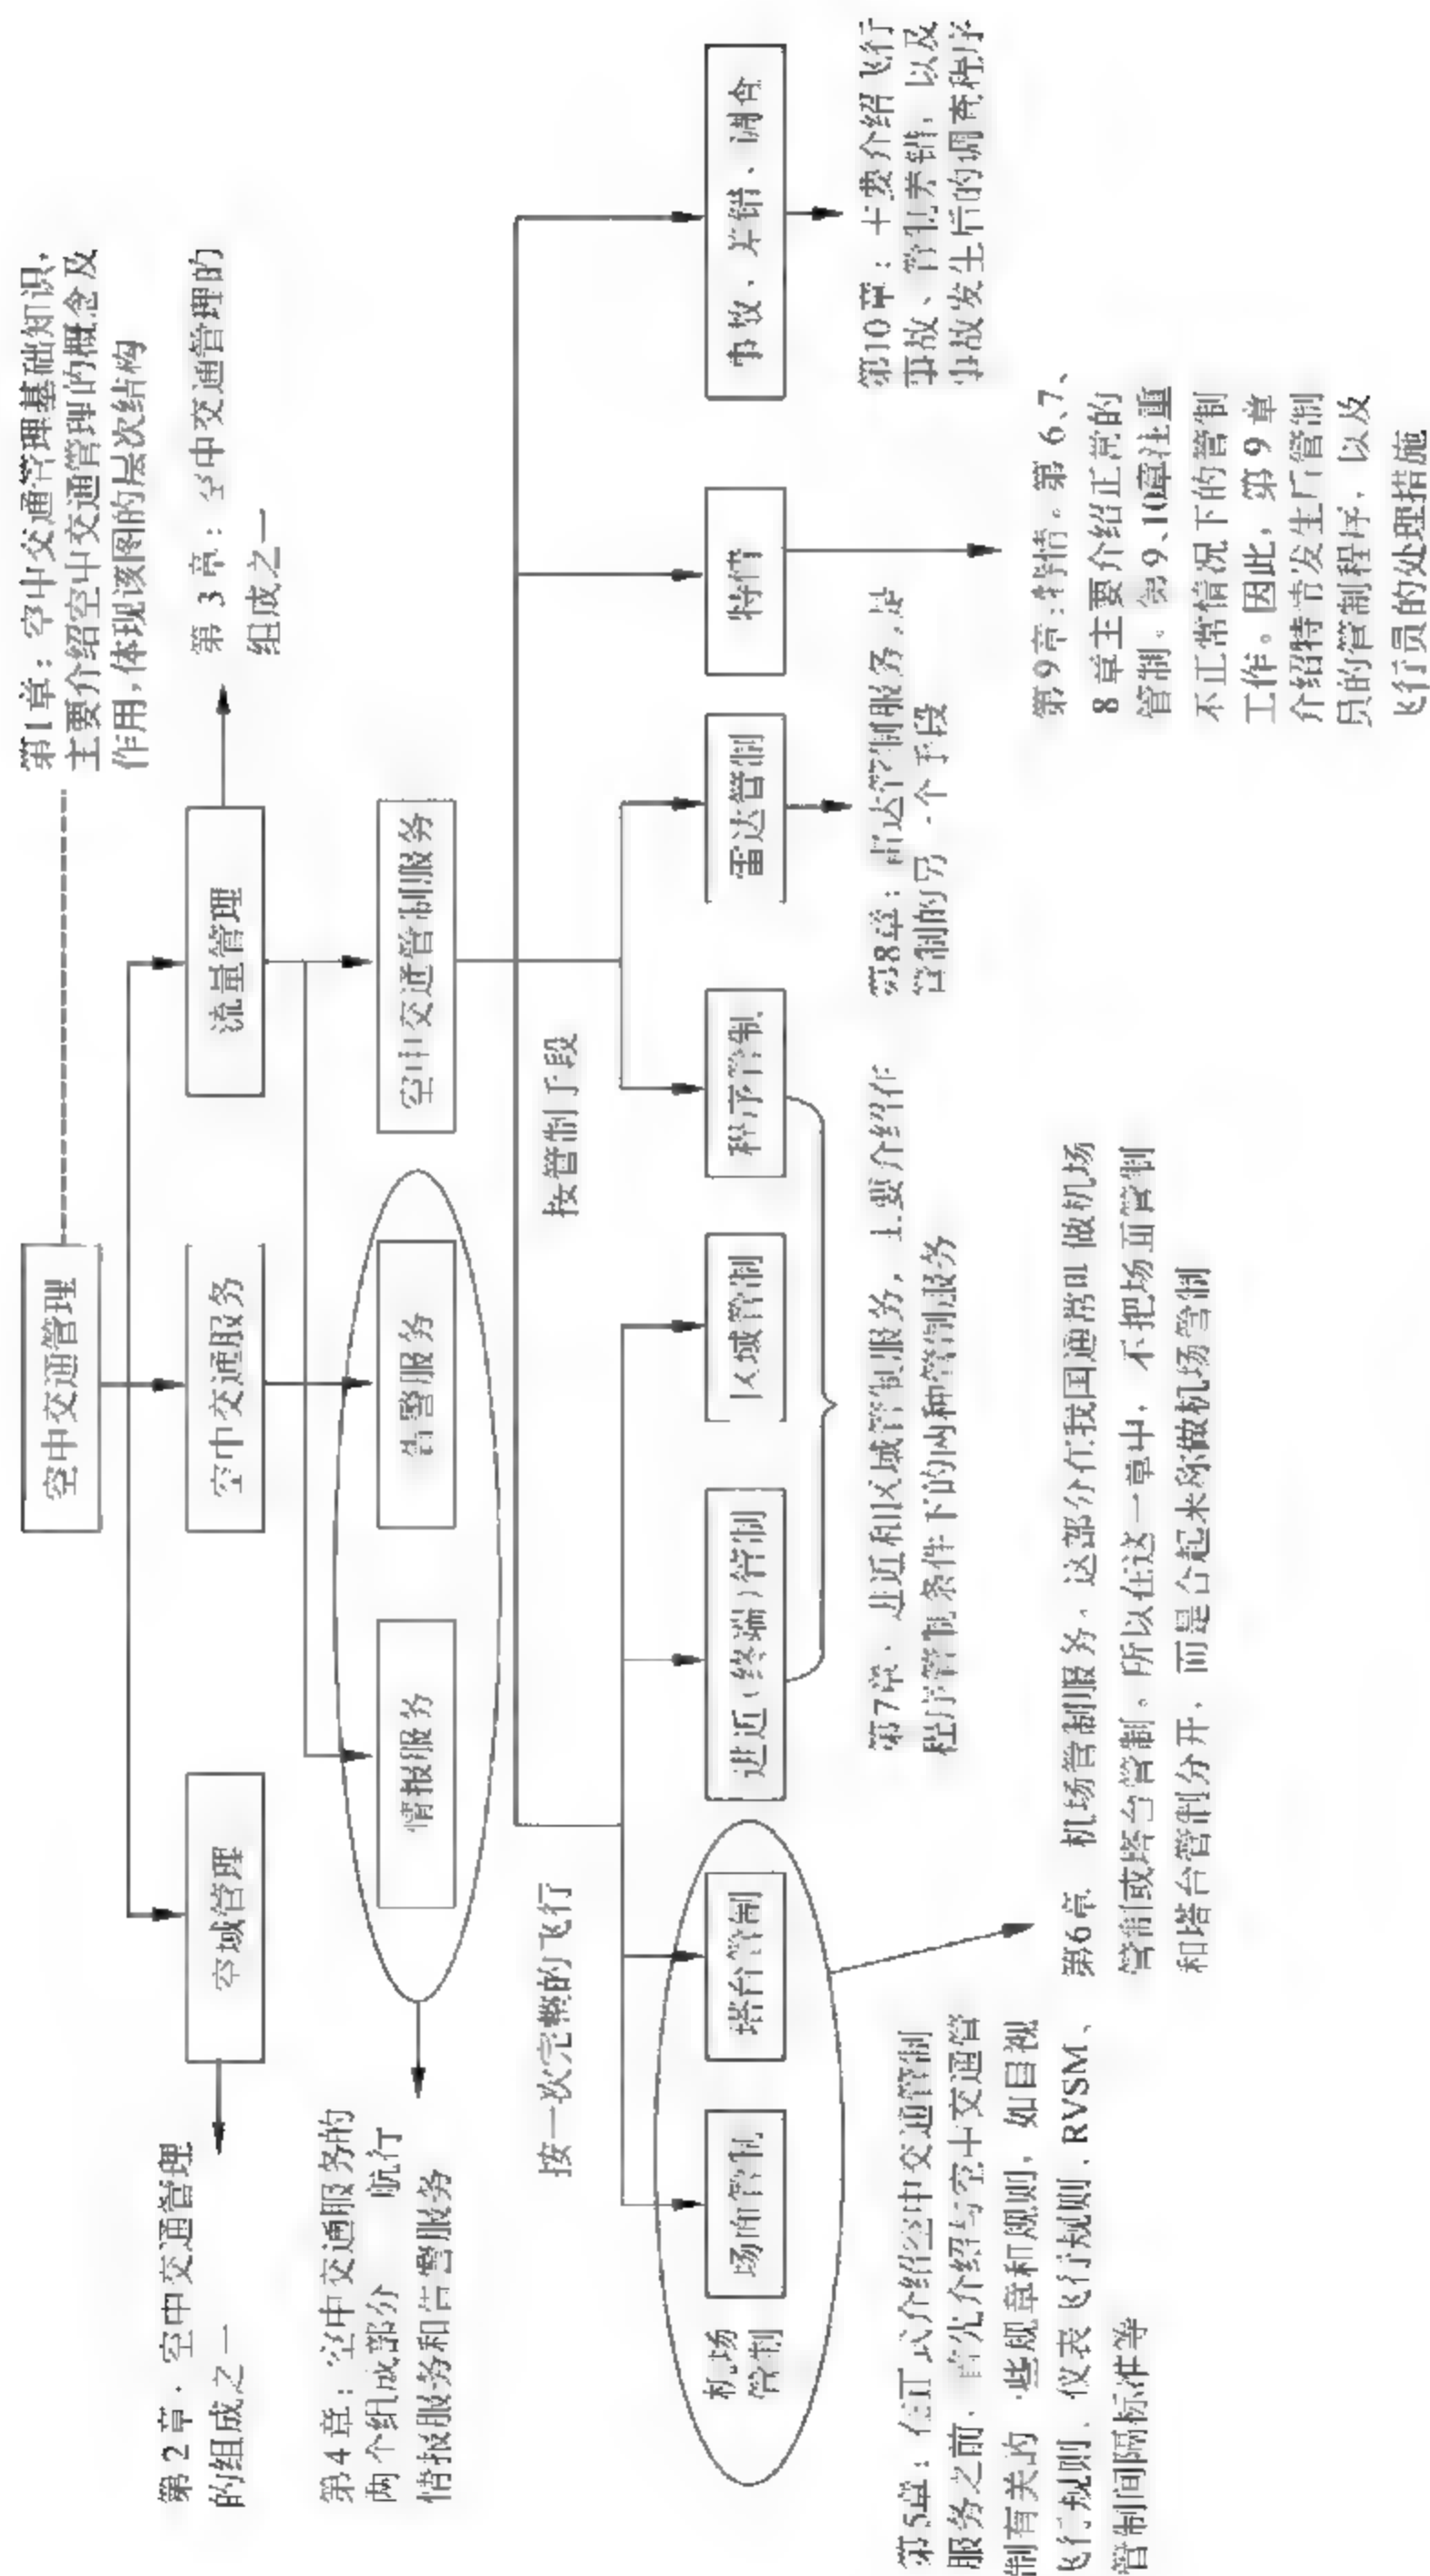 第1章：空中交通管理基础知识，
主要介绍空中交通管理的概念及
作用，体现该图的层次结构
空中交通管理
空域管理
空中交通服务
流量管理
第2章：空中交通管理
的组成之一
第3章：空中交通管理的
组成之一
情报服务
告警服务
空中交通管制服务
第4章：空中交通服务的
两个组成部分
航行
情报服务和告警服务
按一次完整的飞行
按管制手段
机场
管制
场面管制
塔台管制
进近（终端）管制
区域管制
程序管制
雷达管制
特情
事故、差错、调查
第5章：在正式介绍空中交通管制
服务之前，首先介绍与空中交通管
制有关的一些规章和规则，如目视
飞行规则、仪表飞行规则、RVSM、
管制间隔标准等
第6章 机场管制服务。这部分在我国通常叫做机场
管制或塔台管制。所以在这一章中，不把场面管制
和塔台管制分开，而是合起来称做机场管制
第7章、进近和区域管制服务，主要介绍在
程序管制条件下的两种管制服务
第8章：雷达管制服务，是
管制的另一个手段
第9章：特情。第6、7、
8章主要介绍正常的
管制。第9、10章注重
不正常情况下的管制
工作。因此，第9章
介绍特情发生后管制
员的管制程序，以及
飞行员的处理措施
第10章：主要介绍飞行
事故、管制差错，以及
事故发生后的调查程序